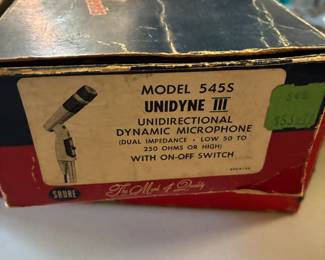 MODEL 545S
UNIDYNE III
UNIDIRECTIONAL
DYNAMIC MICROPHONE
(DUAL IMPEDANCE - LOW 50 TO
250 OHMS OR HIGH)
WITH ON-OFF SWITCH
SHURE
The Mark of Quality